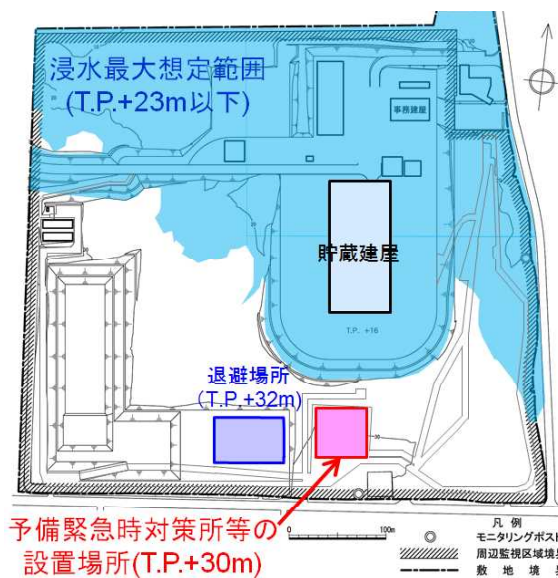 浸水最大想定範囲
(T.P.+23m以下)
事務建屋
貯蔵建屋
T.P. +16
退避場所
(T.P.+32m)
予備緊急時対策所等の
設置場所(T.P.+30m)
100m
凡 例
モニタリングポスト
周辺監視区域境
敷 地 境